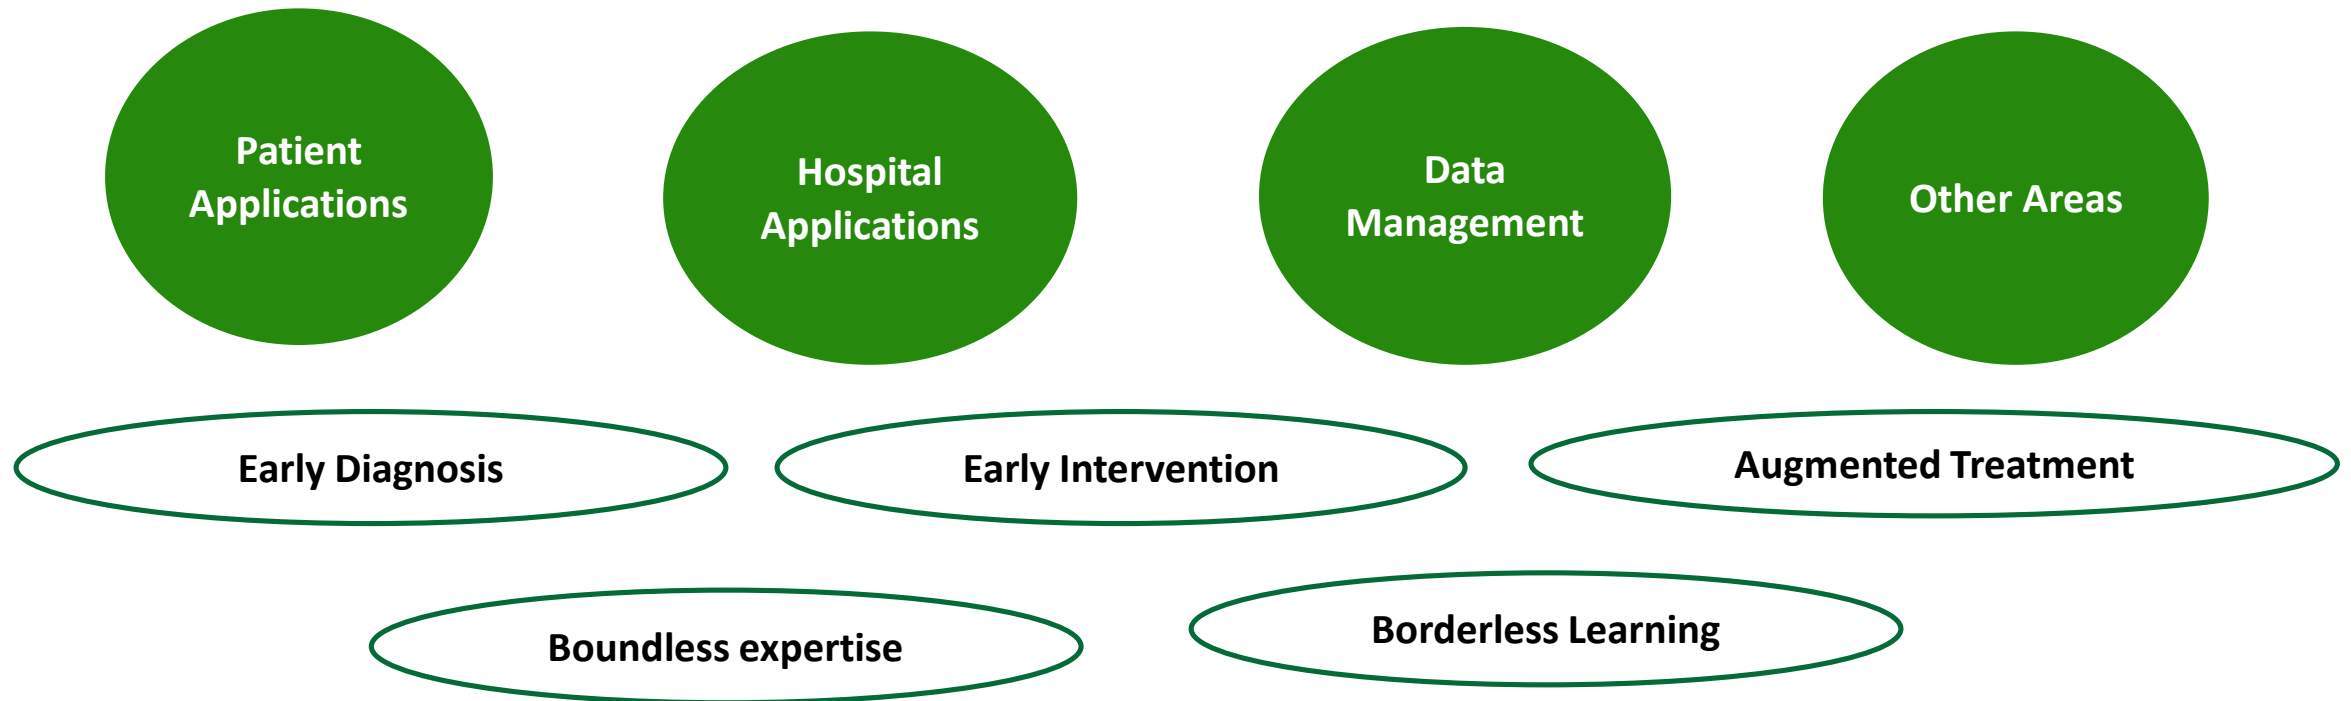 Patient
Applications
Hospital
Applications
Data
Management
Other Areas
Early Diagnosis
Early Intervention
Augmented Treatment
Boundless expertise
Borderless Learning